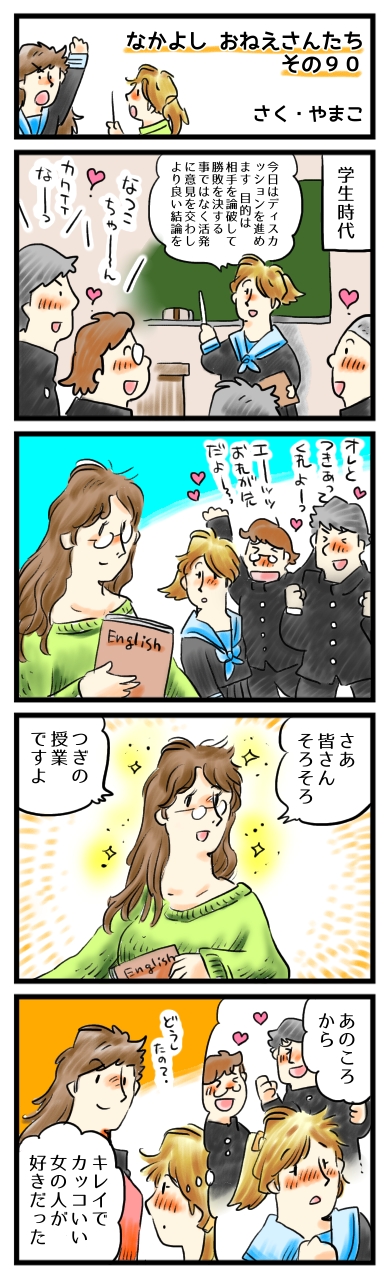 なかよし おねえさんたち
その９０
さく・やまこ
学生時代
今日はディスカ
ッションを進め
ます 目的は
相手を論破して
勝敗を決する
事ではなく活発
に意見を交わし
より良い結論を
なっこ
ちゃーん
カワエエ
なーっ
オレと
つきあって
くれよーっ
エーッッ
おれが先
だよーっ
English
さあ
皆さん
そろそろ
つぎの
授業
ですよ
English
あのころ
から
どうし
たの？
キレイで
カッコいい
女の人が
好きだった